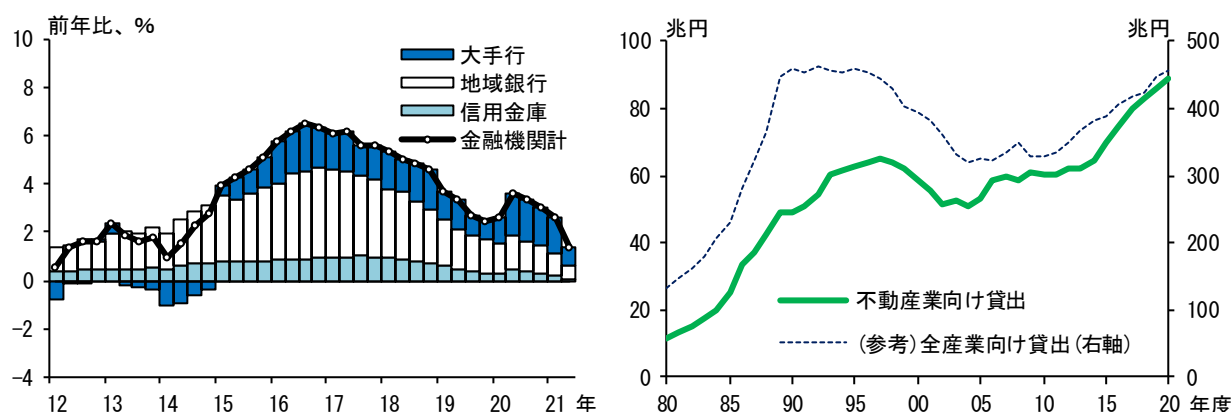 前年比、%
10
8
6
4
2
0
−2
−4
大手行
地域銀行
信用金庫
金融機関計
12 13 14 15 16 17 18 19 20 21 年
兆円 兆円
100
80
60
40
20
0
500
400
300
200
100
0
不動産業向け貸出
(参考)全産業向け貸出(右軸)
80 85 90 95 00 05 10 15 20 年度